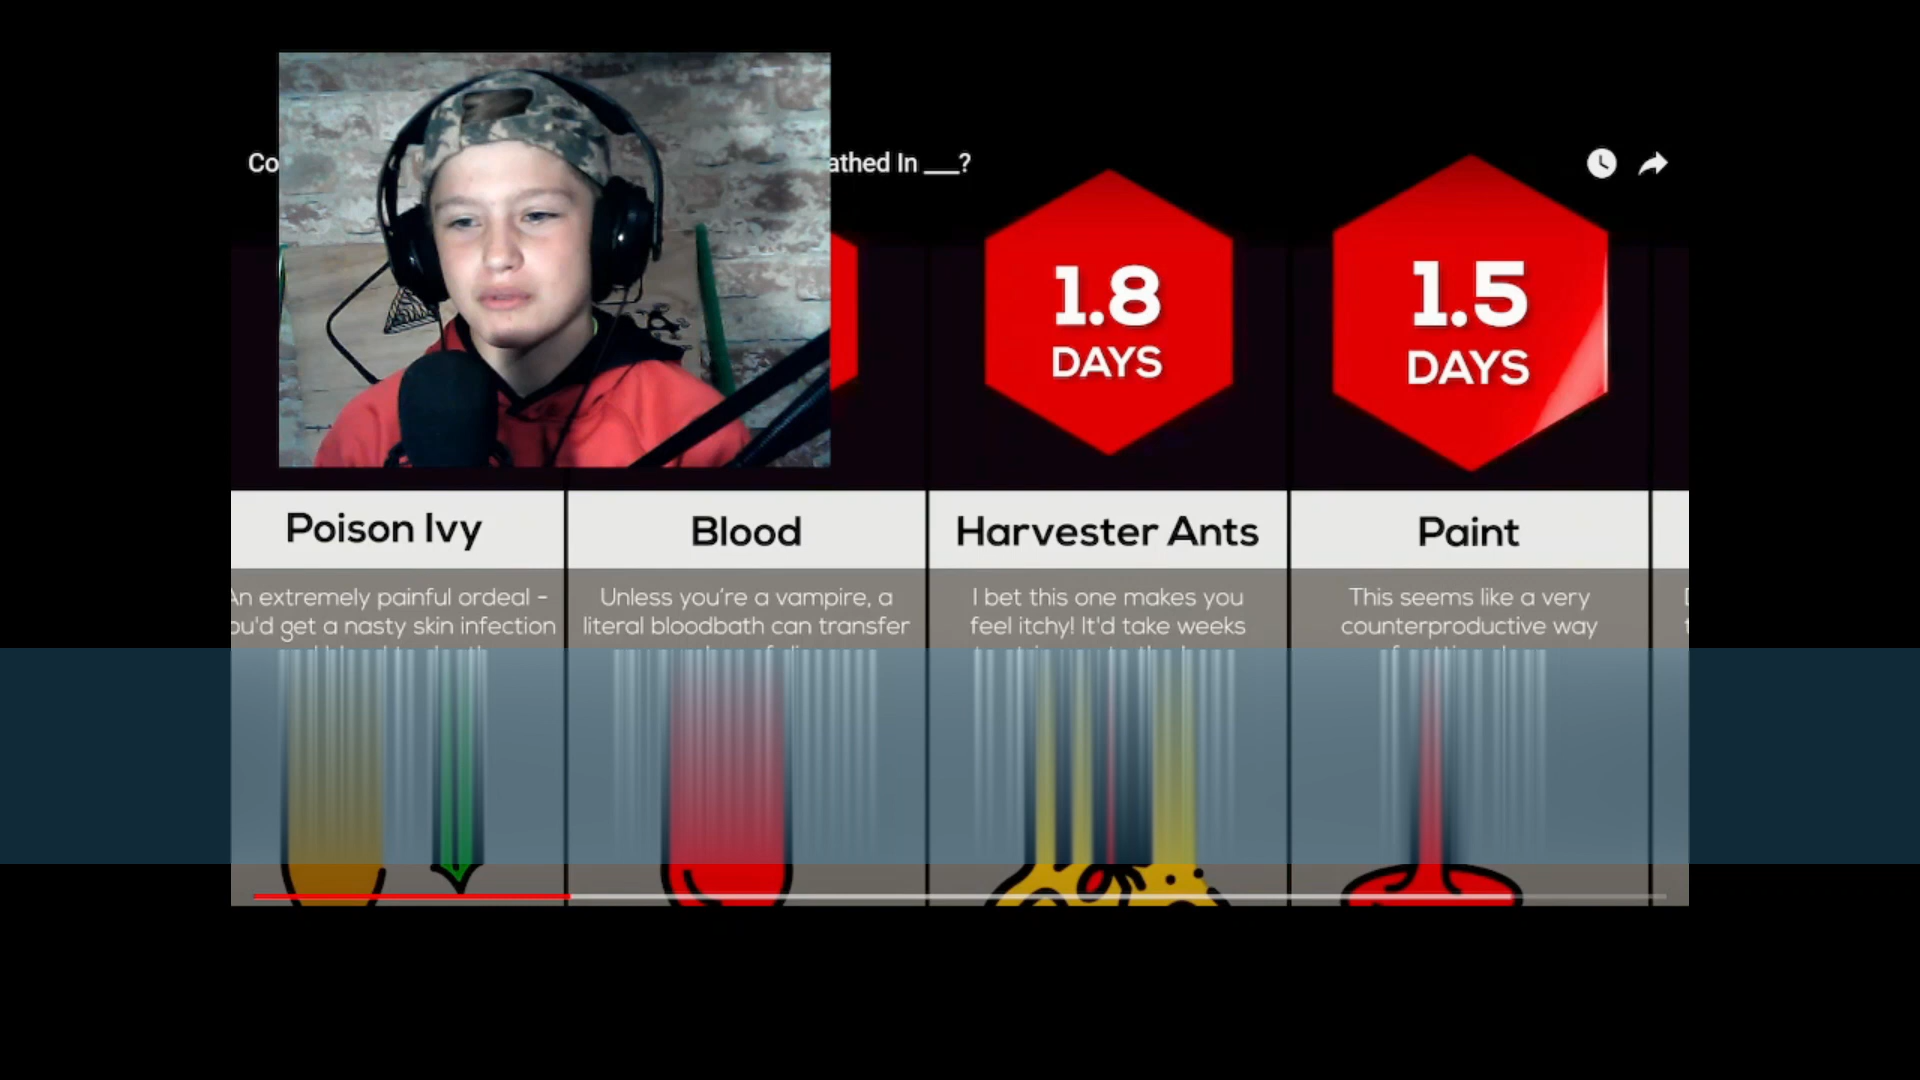 Co
athed In ___?
1.8
DAYS
1.5
DAYS
Poison Ivy
Blood
Harvester Ants
Paint
An extremely painful ordeal -
ou'd get a nasty skin infection
Unless you're a vampire, a
literal bloodbath can transfer
I bet this one makes you
feel itchy! It'd take weeks
This seems like a very
counterproductive way